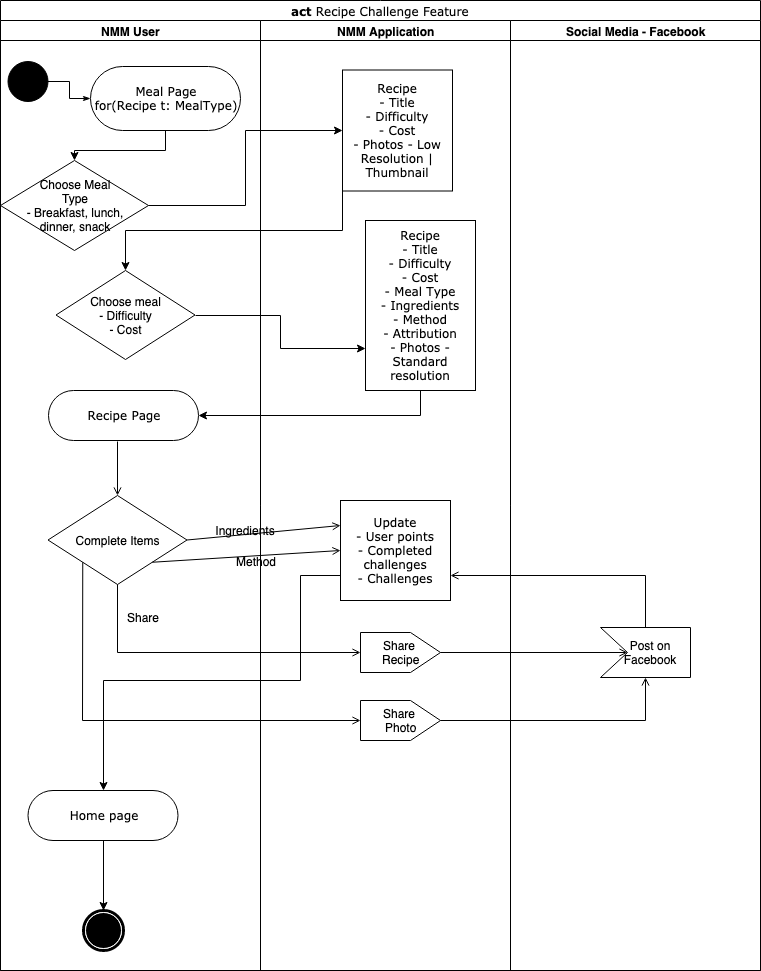 act Recipe Challenge Feature
NMM User
NMM Application
Social Media - Facebook
Meal Page
for(Recipe t: MealType)
Recipe
- Title
- Difficulty
- Cost
- Photos - Low
Resolution |
Thumbnail
Choose Meal
Type
- Breakfast, lunch,
dinner, snack
Recipe
- Title
- Difficulty
- Cost
- Meal Type
- Ingredients
- Method
- Attribution
- Photos -
Standard
resolution
Choose meal
- Difficulty
- Cost
Recipe Page
Complete Items
Ingredients
Method
Update
- User points
- Completed
challenges
- Challenges
Share
Share
Recipe
Post on
Facebook
Share
Photo
Home page